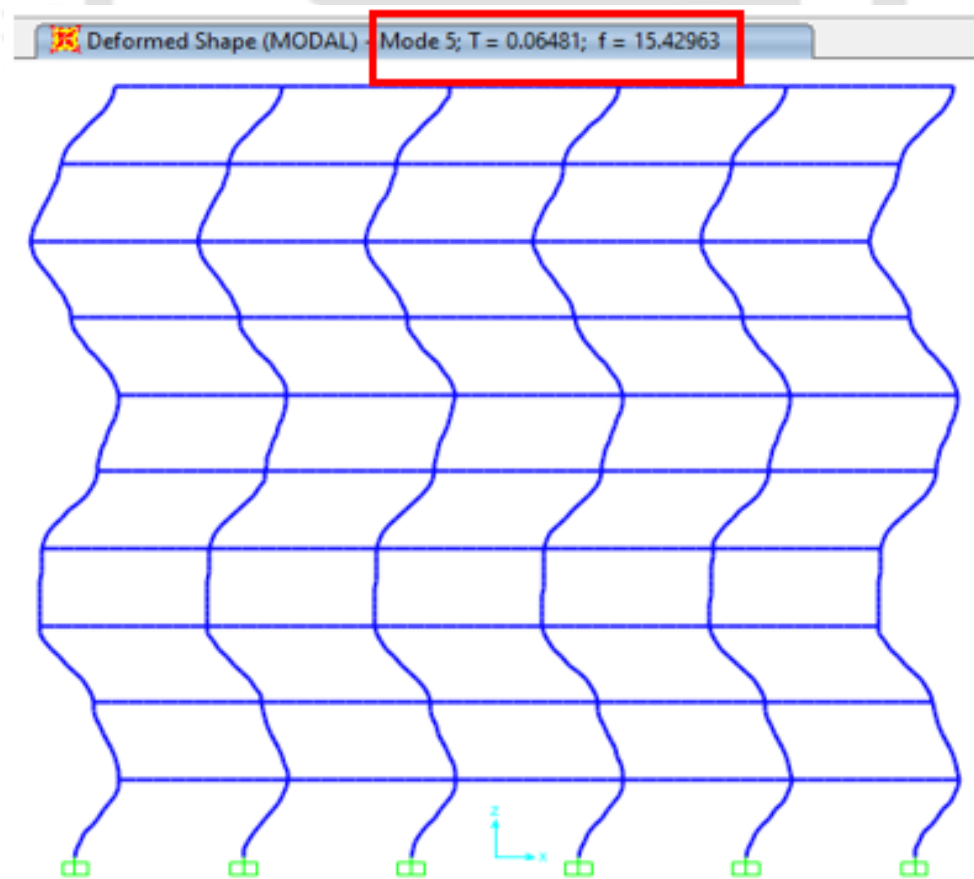 Deformed Shape (MODAL) - Mode 5; T = 0.06481; f = 15.42963
Z
X